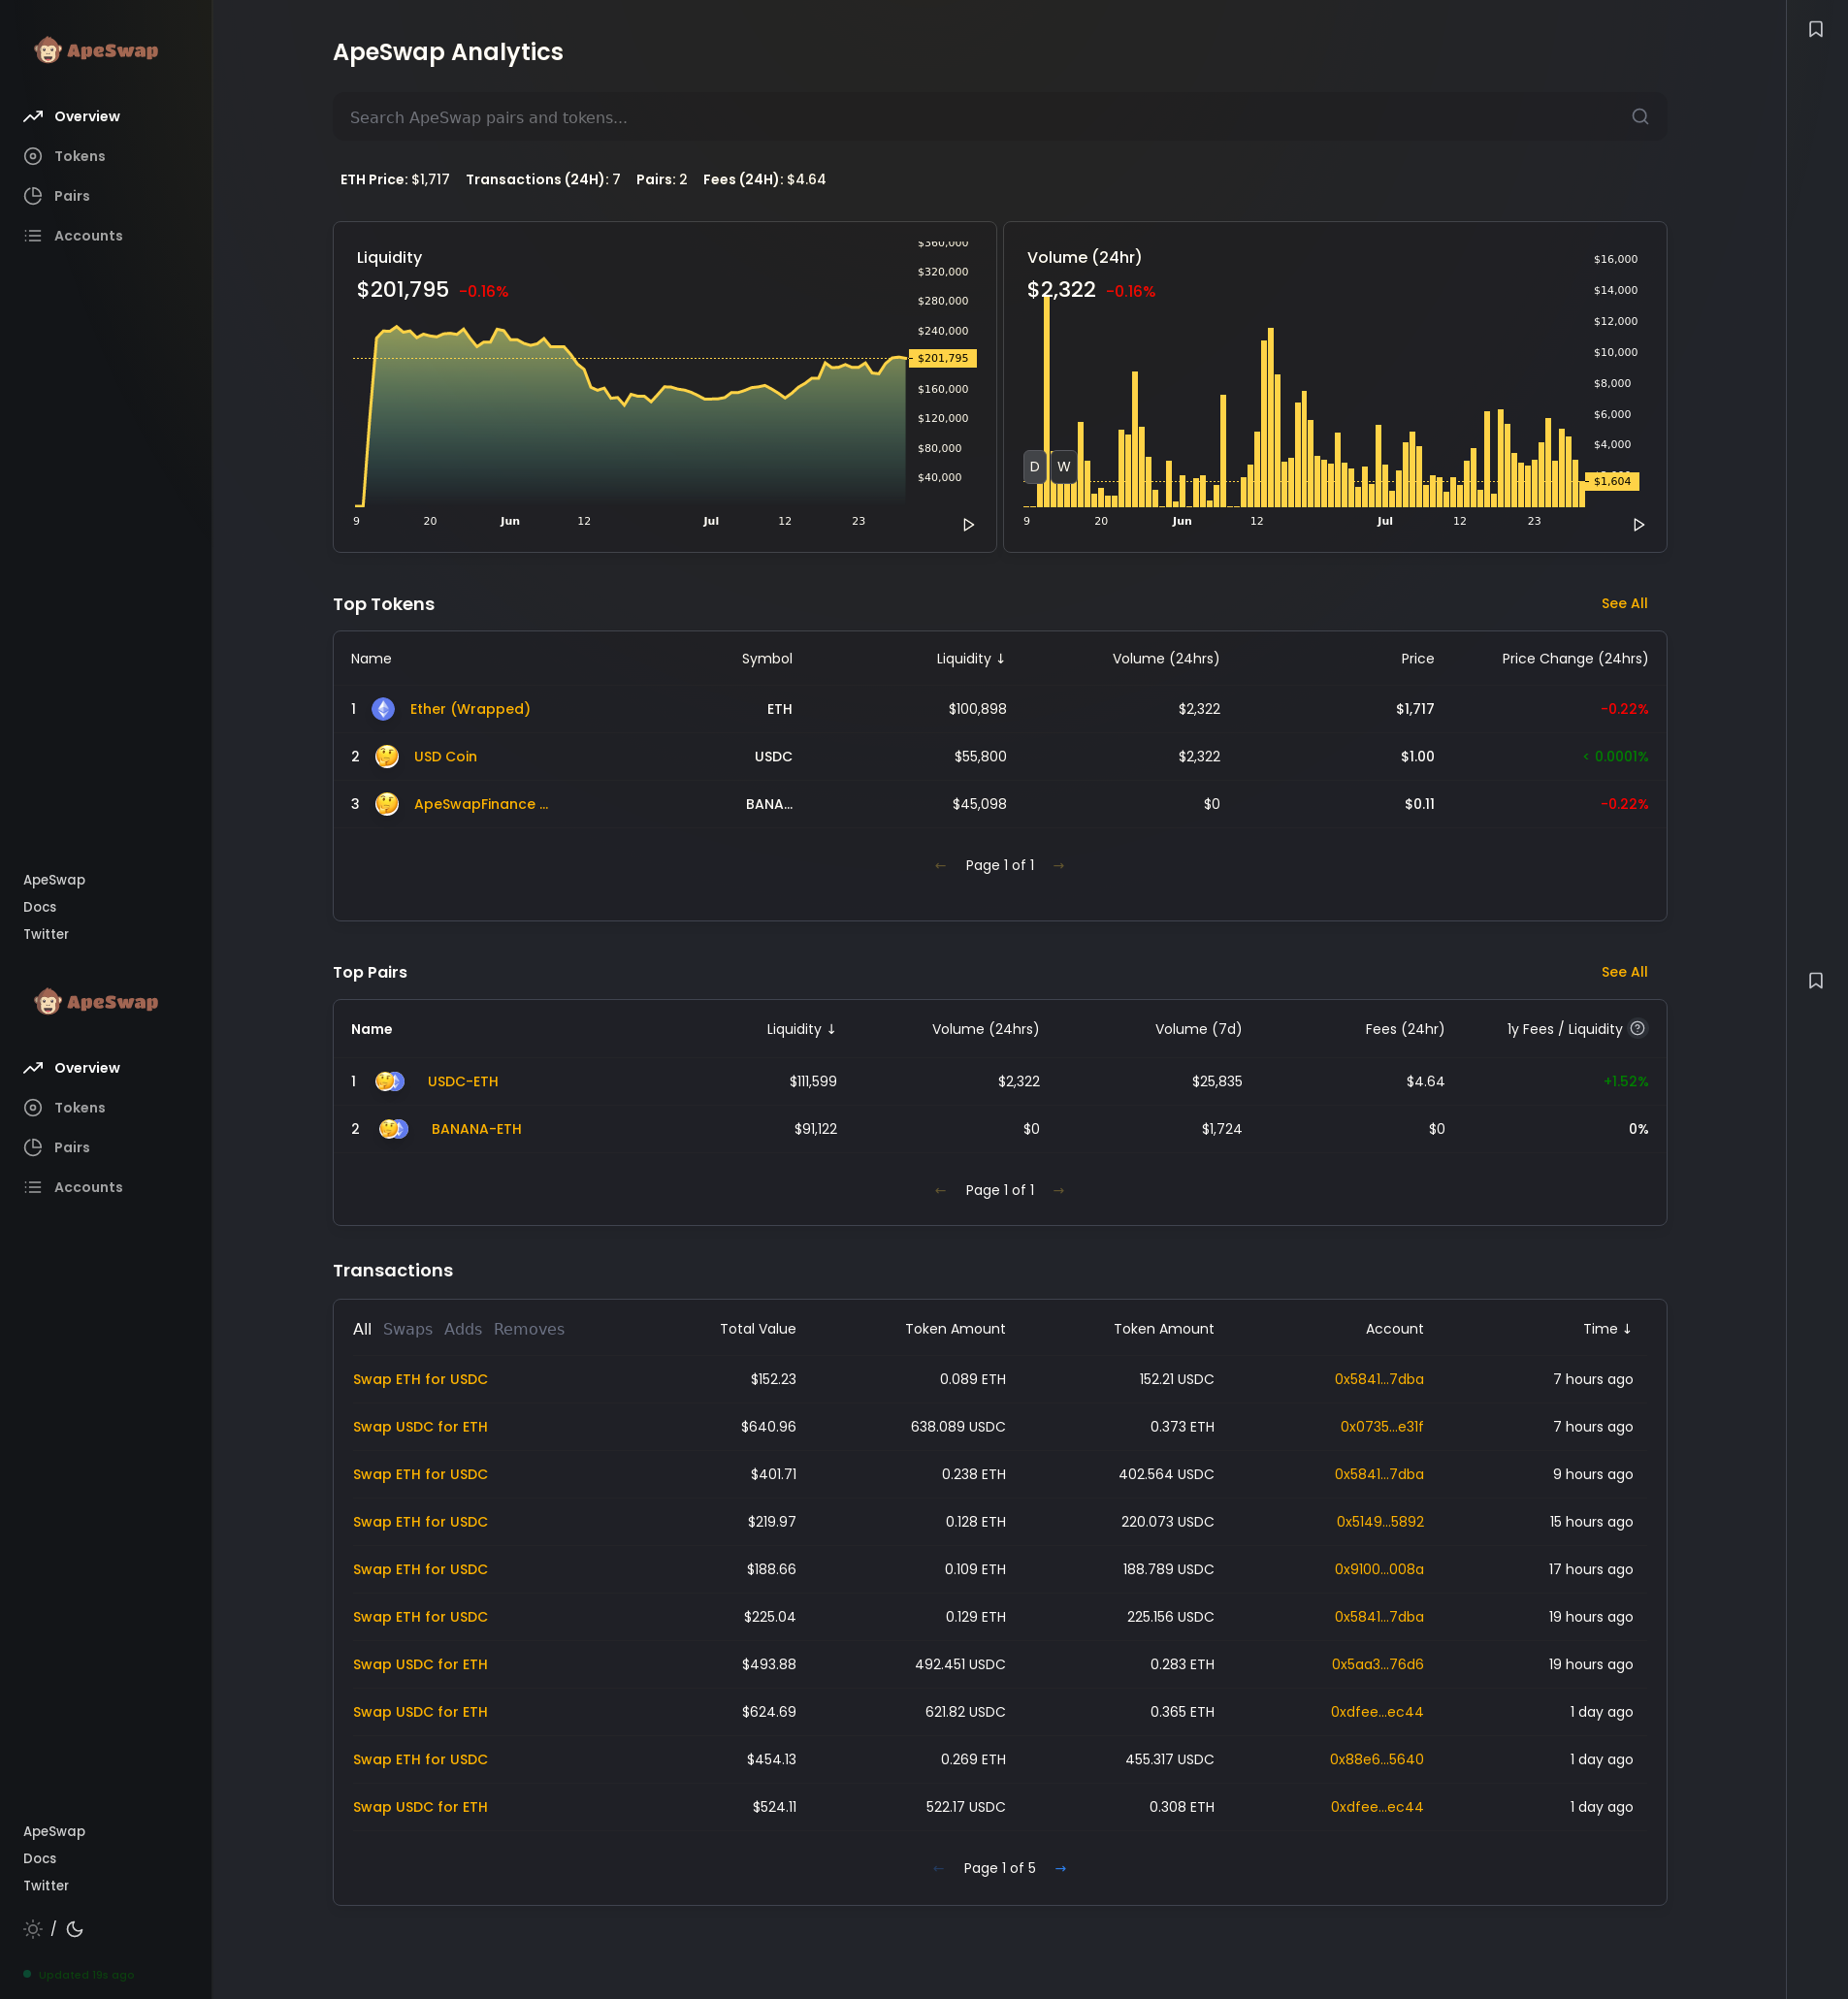 ApeSwap
Overview
Tokens
Pairs
Accounts
ApeSwap
Docs
Twitter
ApeSwap
Overview
Tokens
Pairs
Accounts
ApeSwap
Docs
Twitter
/
Updated 19s ago
ApeSwap Analytics
Search ApeSwap pairs and tokens...
ETH Price: $1,717 Transactions (24H): 7 Pairs: 2 Fees (24H): $4.64
Liquidity
$201,795 -0.16%
$360,000
$320,000
$280,000
$240,000
$201,795
$160,000
$120,000
$80,000
$40,000
9 20 Jun 12 Jul 12 23
Volume (24hr)
$2,322 -0.16%
$16,000
$14,000
$12,000
$10,000
$8,000
$6,000
$4,000
$1,604
D W
9 20 Jun 12 Jul 12 23
Top Tokens See All
Name Symbol Liquidity ↓ Volume (24hrs) Price Price Change (24hrs)
1 Ether (Wrapped) ETH $100,898 $2,322 $1,717 -0.22%
2 USD Coin USDC $55,800 $2,322 $1.00 < 0.0001%
3 ApeSwapFinance ... BANA... $45,098 $0 $0.11 -0.22%
← Page 1 of 1 →
Top Pairs See All
Name Liquidity ↓ Volume (24hrs) Volume (7d) Fees (24hr) 1y Fees / Liquidity ?
1 USDC-ETH $111,599 $2,322 $25,835 $4.64 +1.52%
2 BANANA-ETH $91,122 $0 $1,724 $0 0%
← Page 1 of 1 →
Transactions
All Swaps Adds Removes Total Value Token Amount Token Amount Account Time ↓
Swap ETH for USDC $152.23 0.089 ETH 152.21 USDC 0x5841...7dba 7 hours ago
Swap USDC for ETH $640.96 638.089 USDC 0.373 ETH 0x0735...e31f 7 hours ago
Swap ETH for USDC $401.71 0.238 ETH 402.564 USDC 0x5841...7dba 9 hours ago
Swap ETH for USDC $219.97 0.128 ETH 220.073 USDC 0x5149...5892 15 hours ago
Swap ETH for USDC $188.66 0.109 ETH 188.789 USDC 0x9100...008a 17 hours ago
Swap ETH for USDC $225.04 0.129 ETH 225.156 USDC 0x5841...7dba 19 hours ago
Swap USDC for ETH $493.88 492.451 USDC 0.283 ETH 0x5aa3...76d6 19 hours ago
Swap USDC for ETH $624.69 621.82 USDC 0.365 ETH 0xdfee...ec44 1 day ago
Swap ETH for USDC $454.13 0.269 ETH 455.317 USDC 0x88e6...5640 1 day ago
Swap USDC for ETH $524.11 522.17 USDC 0.308 ETH 0xdfee...ec44 1 day ago
← Page 1 of 5 →